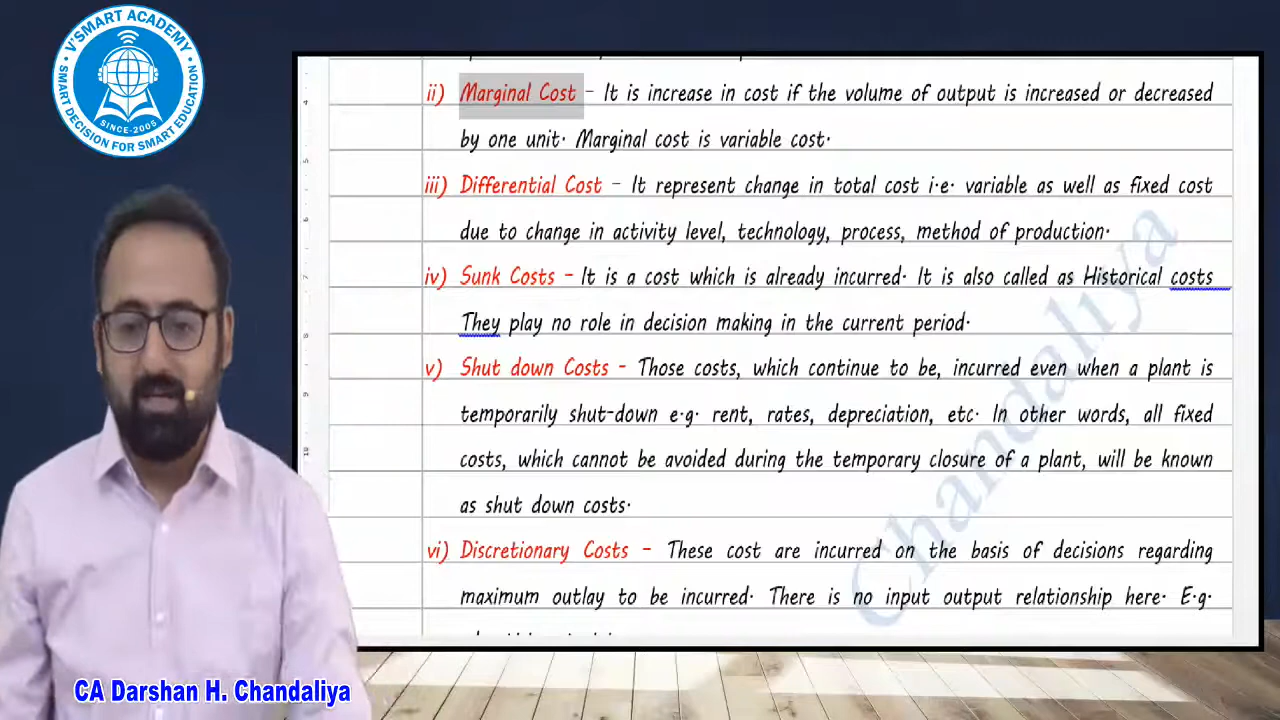 V'SMART ACADEMY
SMART DECISION FOR SMART EDUCATION
SINCE-2005
ii) Marginal Cost - It is increase in cost if the volume of output is increased or decreased
by one unit. Marginal cost is variable cost.
iii) Differential Cost - It represent change in total cost i.e. variable as well as fixed cost
due to change in activity level, technology, process, method of production.
iv) Sunk Costs - It is a cost which is already incurred. It is also called as Historical costs
They play no role in decision making in the current period.
v) Shut down Costs - Those costs, which continue to be, incurred even when a plant is
temporarily shut-down e.g. rent, rates, depreciation, etc. In other words, all fixed
costs, which cannot be avoided during the temporary closure of a plant, will be known
as shut down costs.
vi) Discretionary Costs - These cost are incurred on the basis of decisions regarding
maximum outlay to be incurred. There is no input output relationship here. E.g.
Chandaliya
4
5
6
7
8
9
10
CA Darshan H. Chandaliya